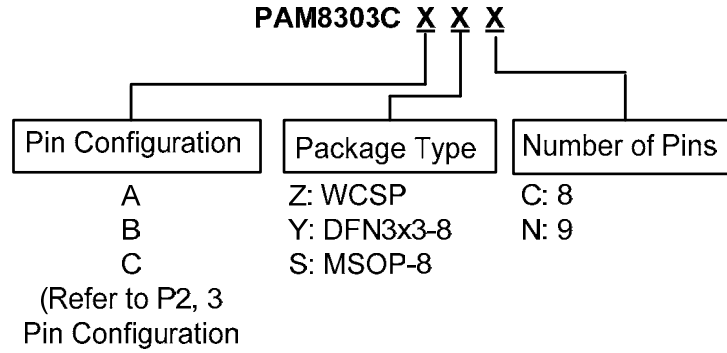 PAM8303C X X X
Pin Configuration
Package Type
Number of Pins
A
B
C
(Refer to P2, 3
Pin Configuration
Z: WCSP
Y: DFN3x3-8
S: MSOP-8
C: 8
N: 9